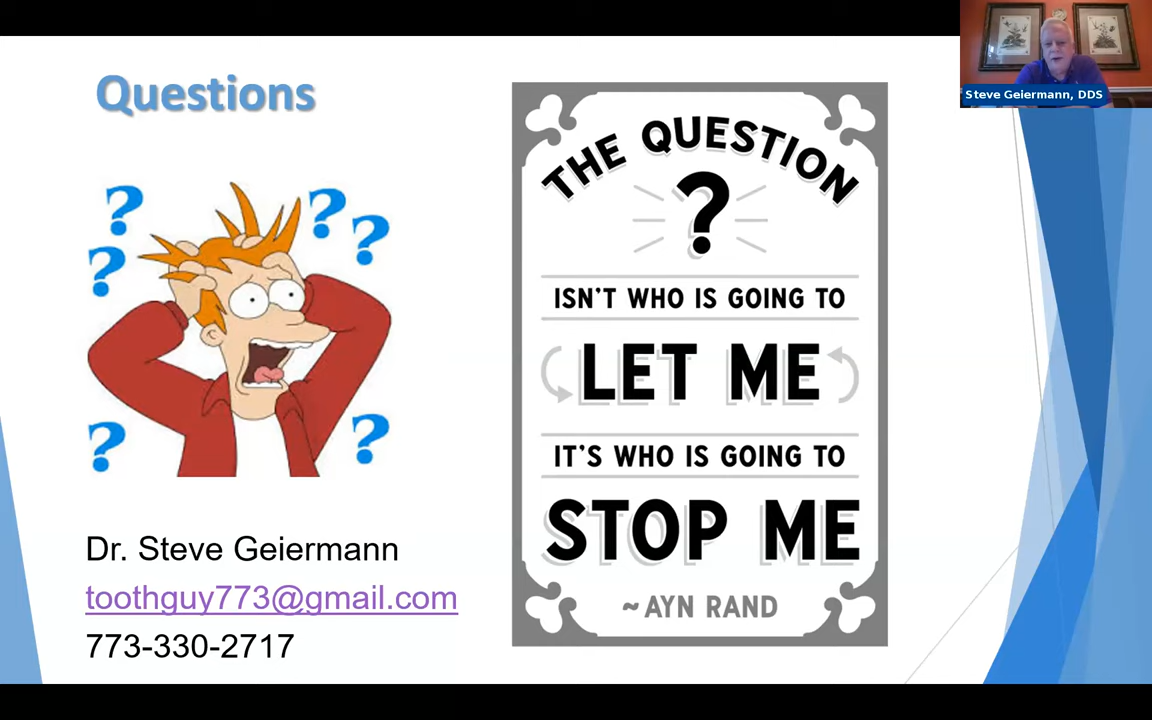 Questions
Steve Geiermann, DDS
? ? ? ? ? ?
THE QUESTION
?
ISN'T WHO IS GOING TO
LET ME
IT'S WHO IS GOING TO
STOP ME
~AYN RAND
Dr. Steve Geiermann
toothguy773@gmail.com
773-330-2717